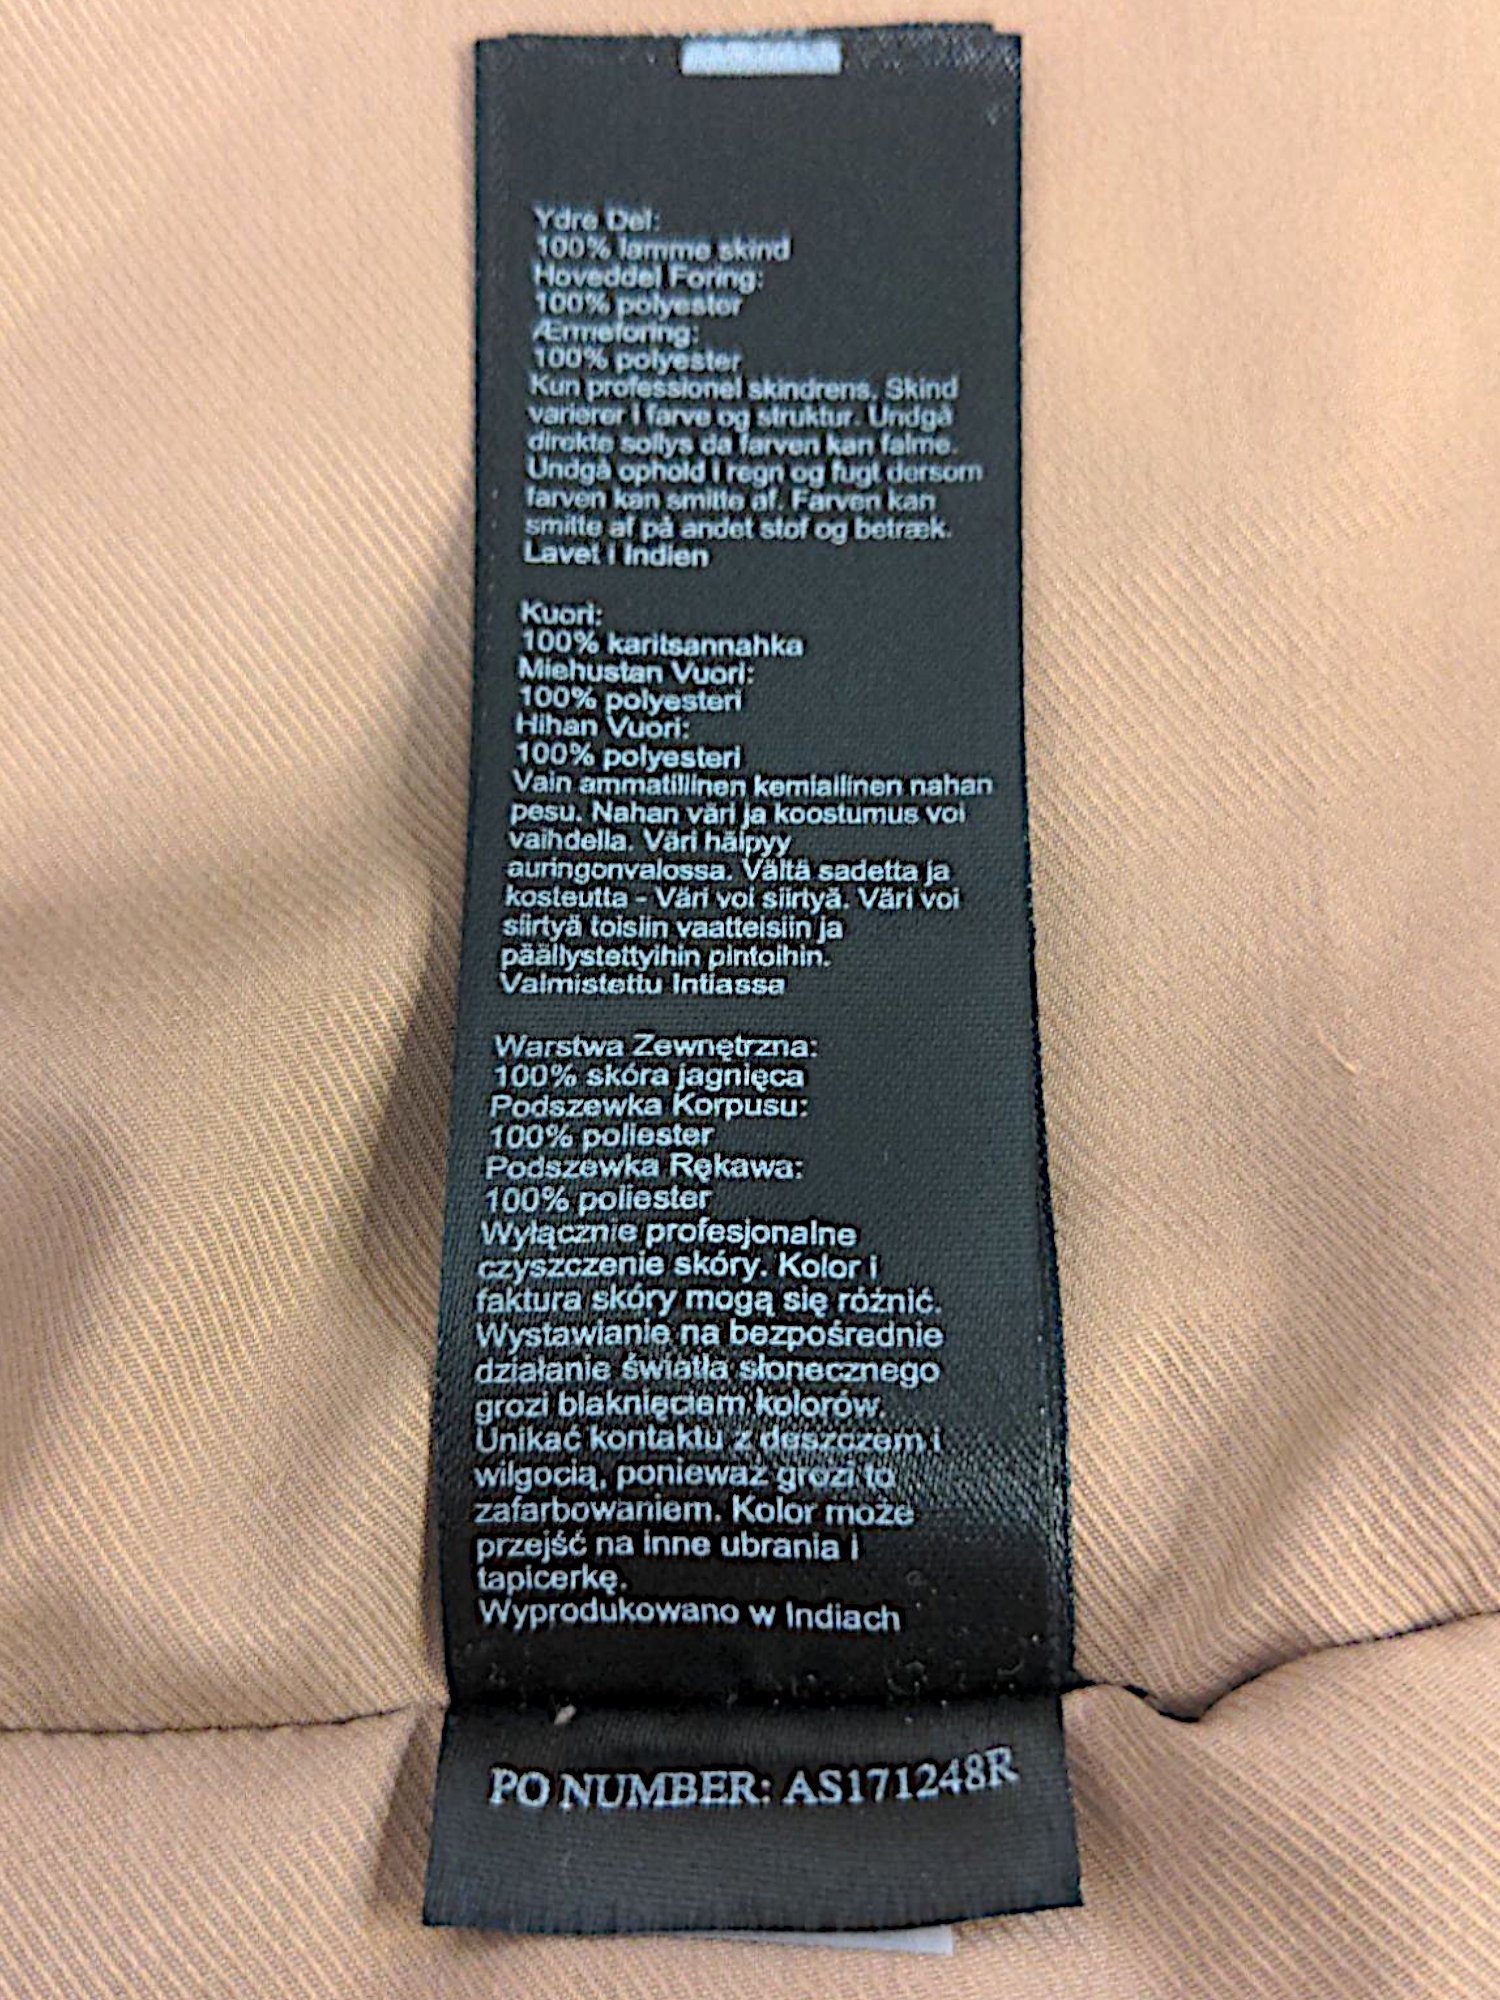 Ydre Del:
100% lamme skind
Hoveddel Foring:
100% polyester
Ærmeforing:
100% polyester
Kun professionel skindrens. Skind
varierer i farve og struktur. Undgå
direkte sollys da farven kan falme.
Undgå ophold i regn og fugt dersom
farven kan smitte af. Farven kan
smitte af på andet stof og betræk.
Lavet i Indien
Kuori:
100% karitsannahka
Miehustan Vuori:
100% polyesteri
Hihan Vuori:
100% polyesteri
Vain ammatillinen kemiallinen nahan
pesu. Nahan väri ja koostumus voi
vaihdella. Väri hälpyy
auringonvalossa. Vältä sadetta ja
kosteutta - Väri voi siirtyä. Väri voi
siirtyä toisiin vaatteisiin ja
päällystettyihin pintoihin.
Valmistettu Intiassa
Warstwa Zewnętrzna:
100% skóra jagnięca
Podszewka Korpusu:
100% poliester
Podszewka Rękawa:
100% poliester
Wyłącznie profesjonalne
czyszczenie skóry. Kolor i
faktura skóry mogą się różnić.
Wystawianie na bezpośrednie
działanie światła słonecznego
grozi blaknięciem kolorów.
Unikać kontaktu z deszczem i
wilgocią, ponieważ grozi to
zafarbowaniem. Kolor może
przejść na inne ubrania i
tapicerkę.
Wyprodukowano w Indiach
PO NUMBER: AS171248R